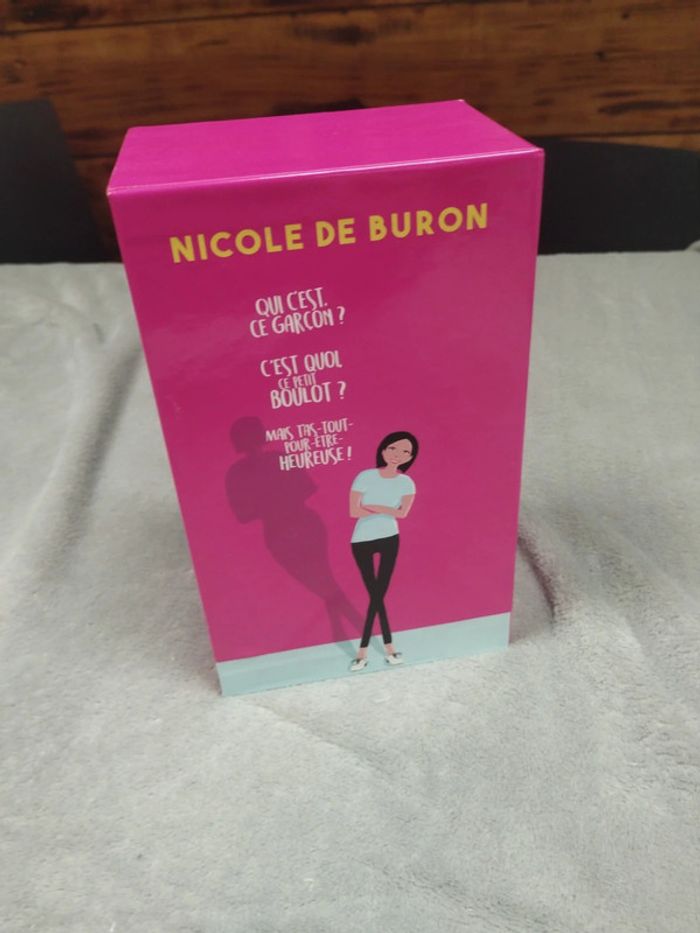 NICOLE DE BURON
QUI C'EST,
CE GARÇON ?
C'EST QUOI,
CE PETIT
BOULOT ?
MAIS T'AS-TOUT-
POUR-ÊTRE-
HEUREUSE !